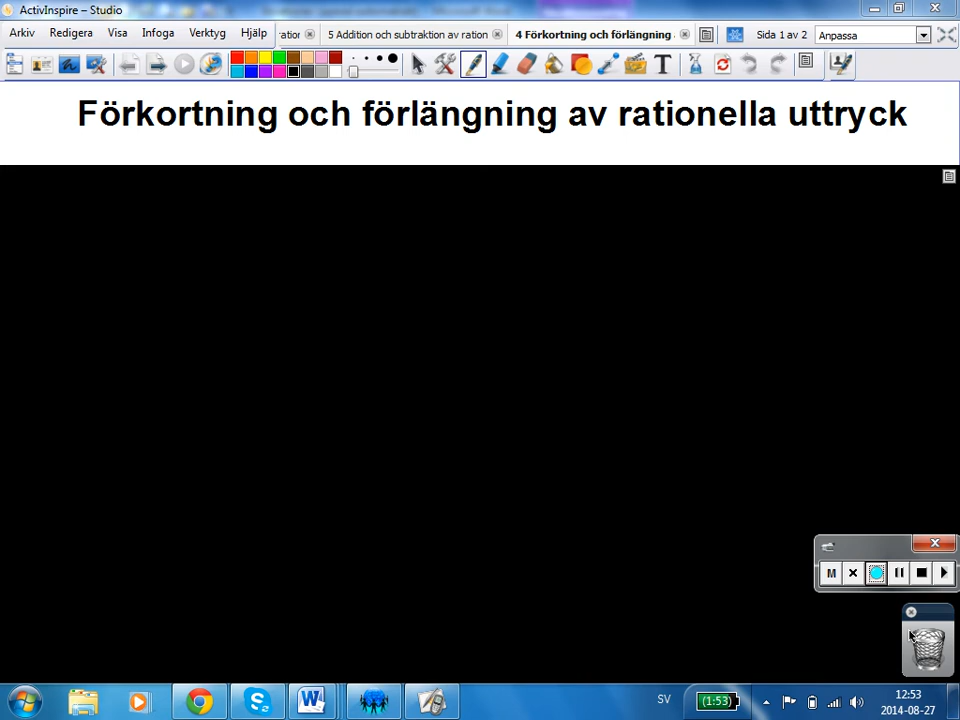 ActivInspire – Studio
Arkiv Redigera Visa Infoga Verktyg Hjälp
5 Addition och subtraktion av ration
4 Förkortning och förlängning
Sida 1 av 2
Anpassa
T
Förkortning och förlängning av rationella uttryck
M
SV
(1:53)
12:53
2014-08-27